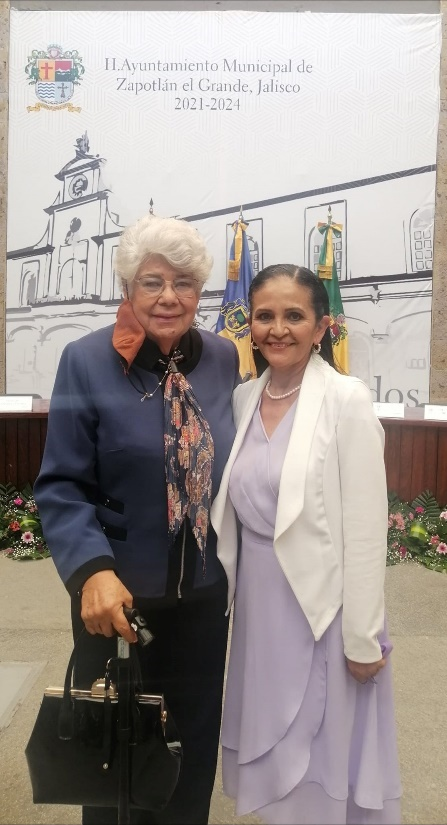 H.Ayuntamiento Municipal de
Zapotlán el Grande, Jalisco
2021-2024
dos